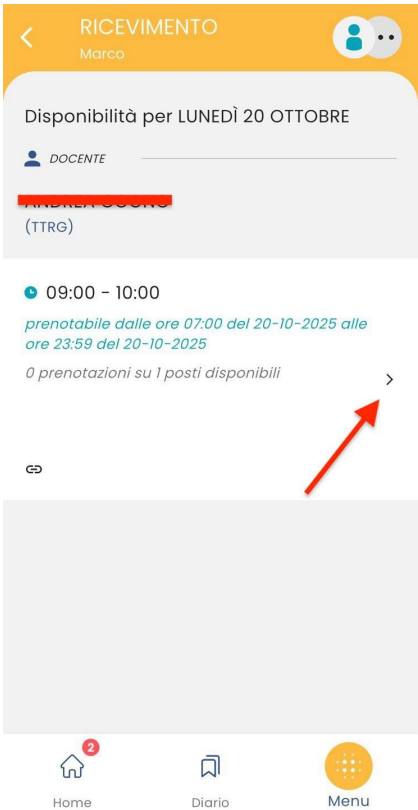 RICEVIMENTO
Marco
Disponibilità per LUNEDÌ 20 OTTOBRE
DOCENTE
(TTRG)
09:00 - 10:00
prenotabile dalle ore 07:00 del 20-10-2025 alle
ore 23:59 del 20-10-2025
0 prenotazioni su 1 posti disponibili
2
Home
Diario
Menu